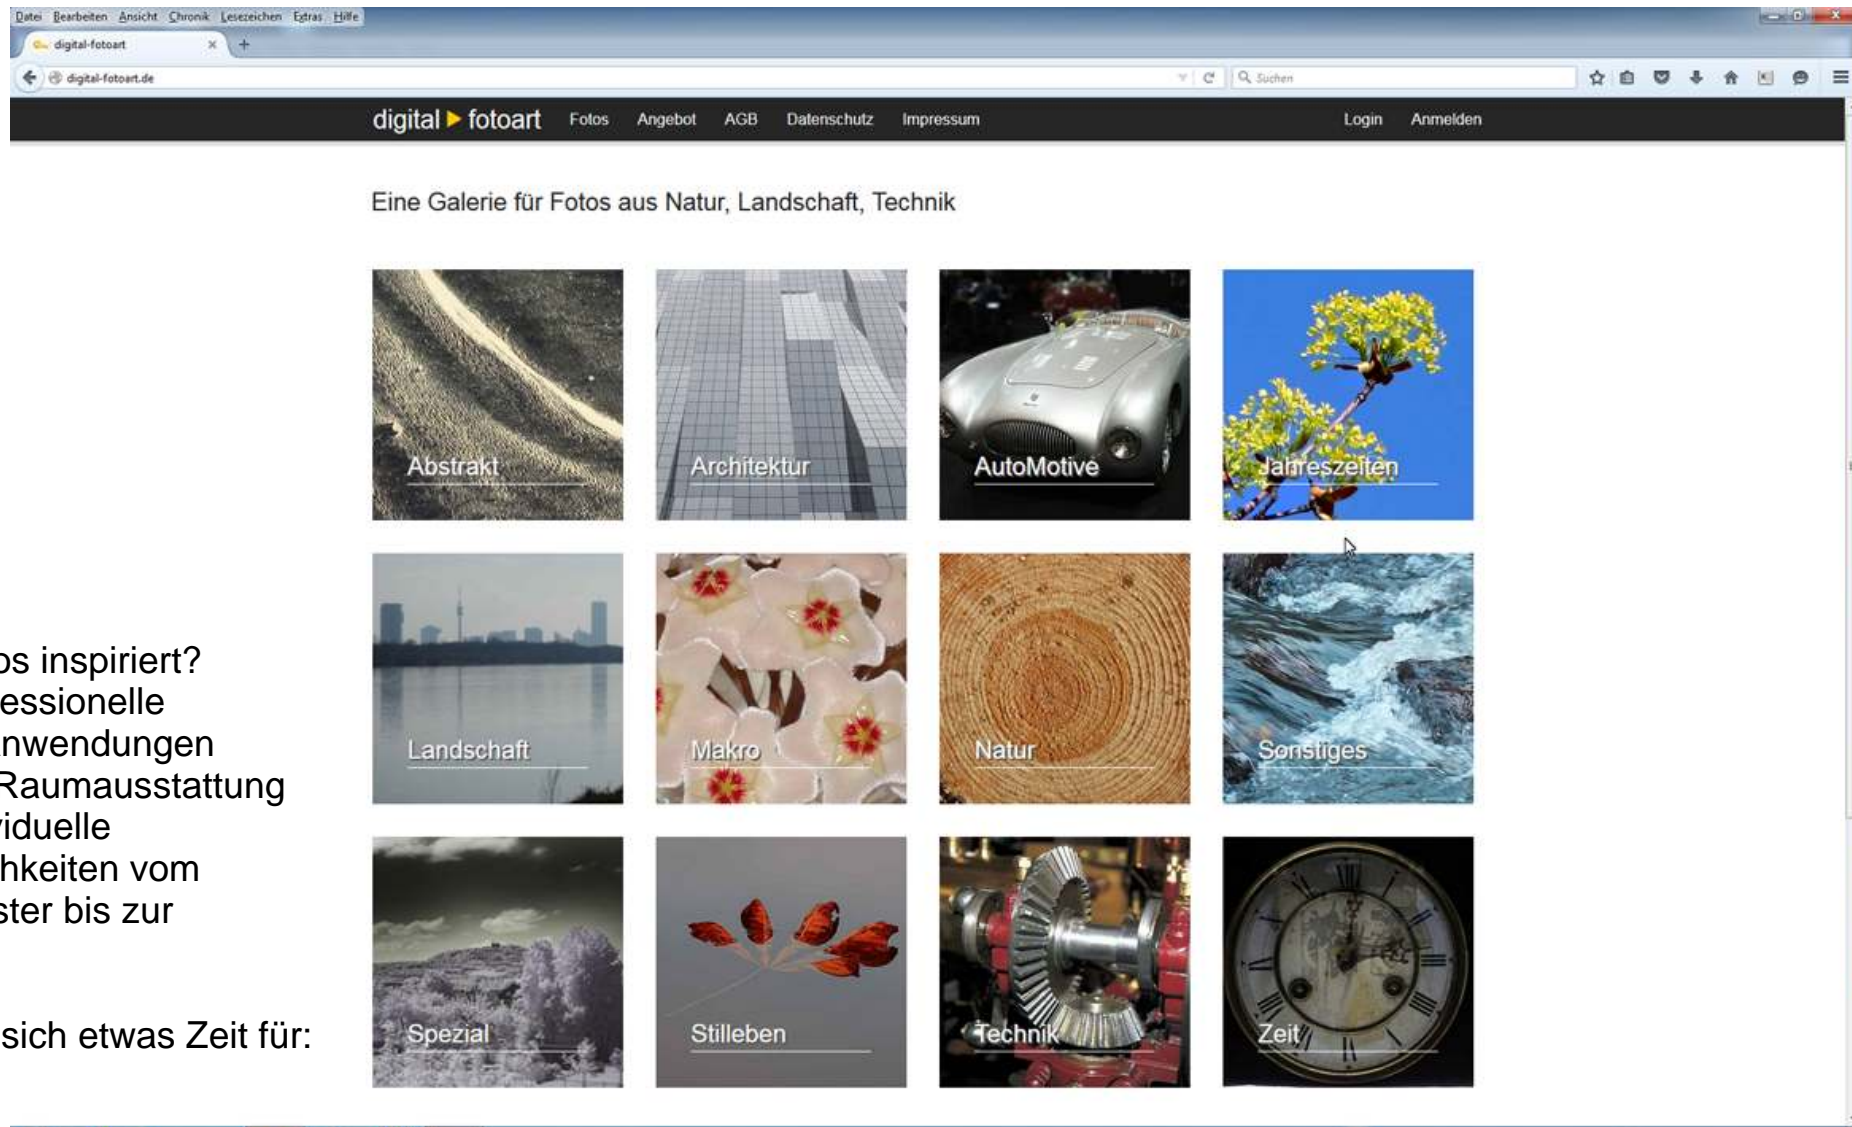 Datei Bearbeiten Ansicht Chronik Lesezeichen Extras Hilfe
digital-fotoart
digital-fotoart.de
Suchen
digital fotoart Fotos Angebot AGB Datenschutz Impressum Login Anmelden
Eine Galerie für Fotos aus Natur, Landschaft, Technik
Abstrakt Architektur AutoMotive Jahreszeiten
Landschaft Makro Natur Sonstiges
Spezial Stilleben Technik Zeit
os inspiriert?
essionelle
nwendungen
Raumausstattung
viduelle
chkeiten vom
ster bis zur
sich etwas Zeit für: